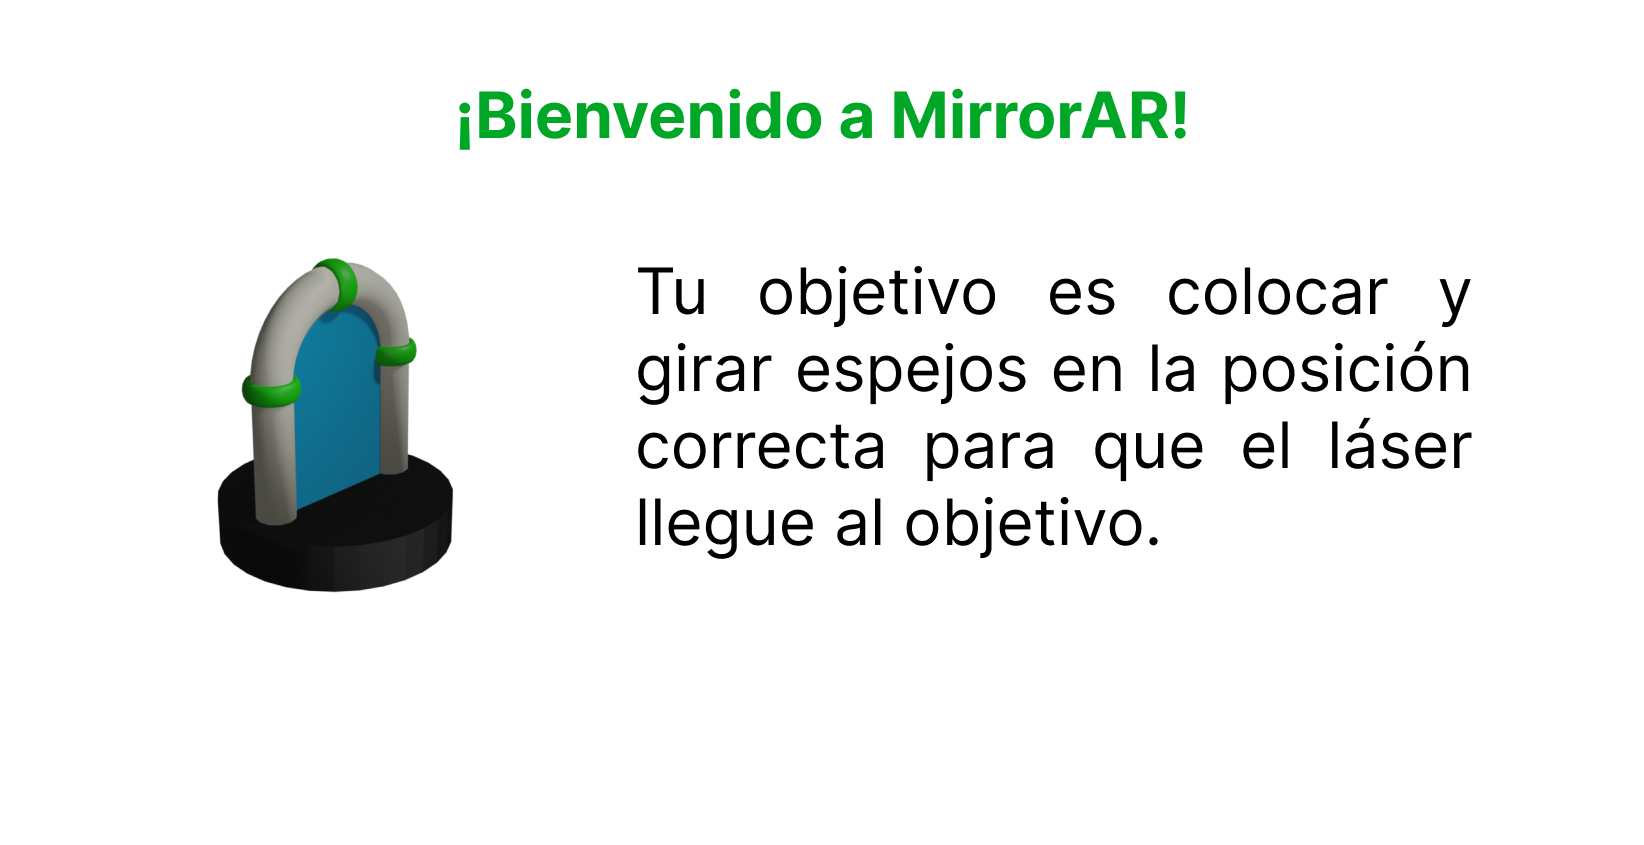 ¡Bienvenido a MirrorAR!
Tu objetivo es colocar y
girar espejos en la posición
correcta para que el láser
llegue al objetivo.